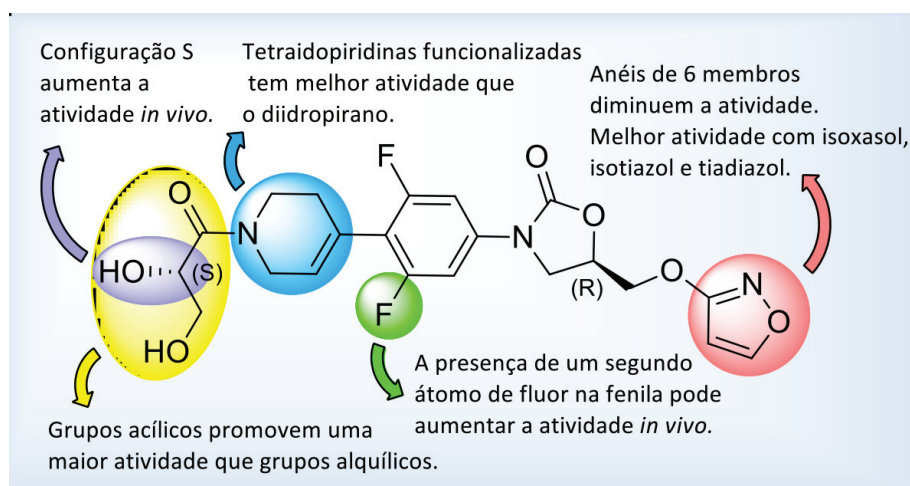 Configuração S
aumenta a
atividade in vivo.
Tetraidopiridinas funcionalizadas
tem melhor atividade que
o diidropirano.
Anéis de 6 membros
diminuem a atividade.
Melhor atividade com isoxasol,
isotiazol e tiadiazol.
O
N
HO
(S)
HO
F
F
O
N
O
(R)
O
N
O
A presença de um segundo
átomo de fluor na fenila pode
aumentar a atividade in vivo.
Grupos acílicos promovem uma
maior atividade que grupos alquílicos.